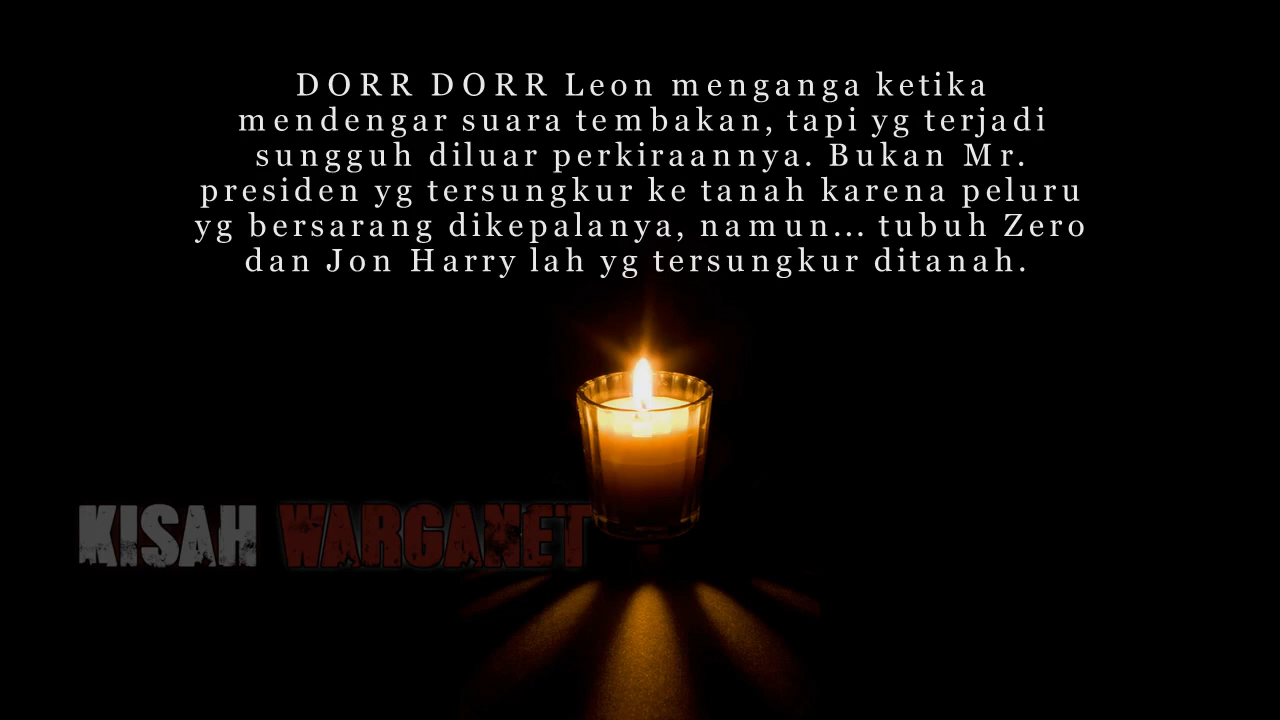 DORR DORR Leon menganga ketika
mendengar suara tembakan, tapi yg terjadi
sungguh diluar perkiraannya. Bukan Mr.
presiden yg tersungkur ke tanah karena peluru
yg bersarang dikepalanya, namun... tubuh Zero
dan Jon Harry lah yg tersungkur ditanah.
KISAH WARGANET